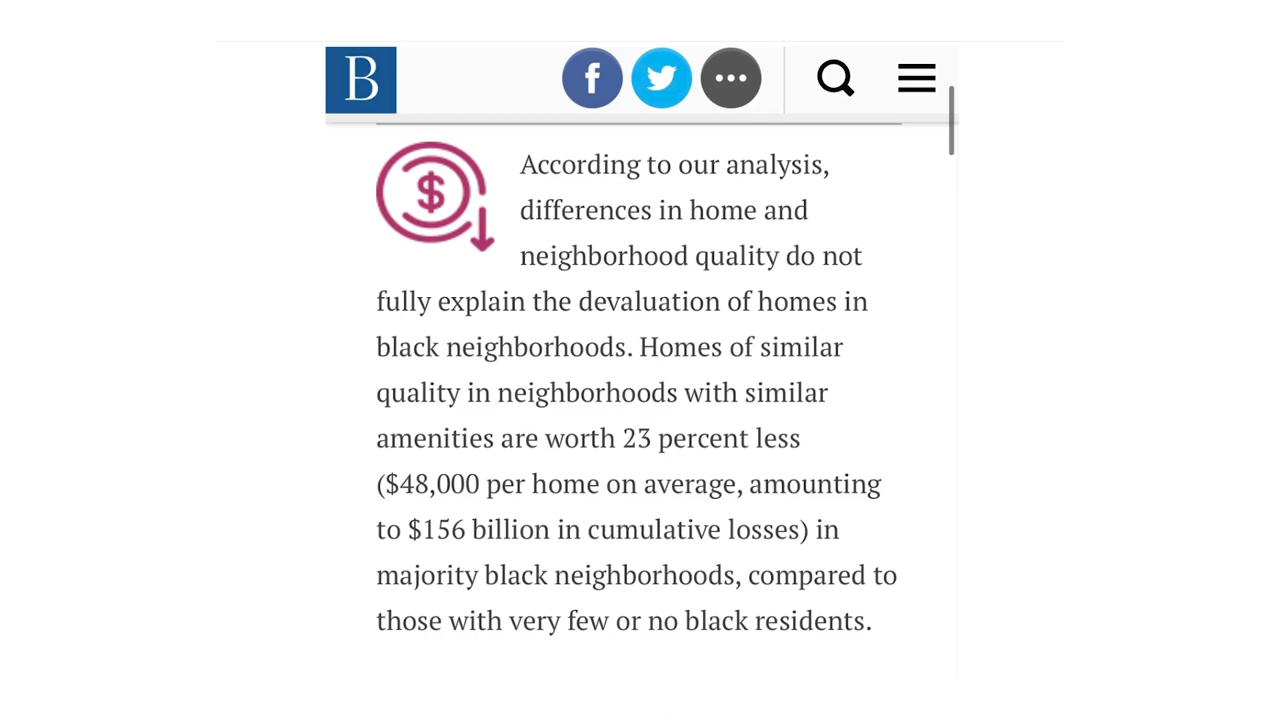 B
f
$
According to our analysis,
differences in home and
neighborhood quality do not
fully explain the devaluation of homes in
black neighborhoods. Homes of similar
quality in neighborhoods with similar
amenities are worth 23 percent less
($48,000 per home on average, amounting
to $156 billion in cumulative losses) in
majority black neighborhoods, compared to
those with very few or no black residents.